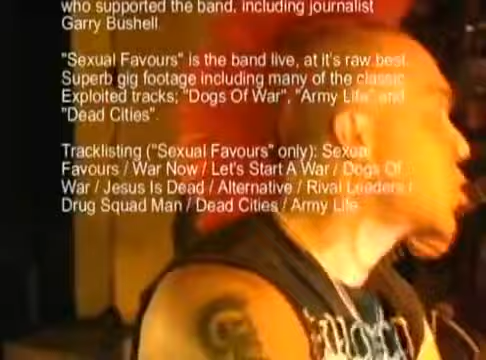 who supported the band, including journalist
Garry Bushell.
"Sexual Favours" is the band live, at it's raw best.
Superb gig footage including many of the classic
Exploited tracks; "Dogs Of War", "Army Life" and
"Dead Cities".
Tracklisting ("Sexual Favours" only): Sexual
Favours / War Now / Let's Start A War / Dogs Of
War / Jesus Is Dead / Alternative / Rival Leaders /
Drug Squad Man / Dead Cities / Army Life